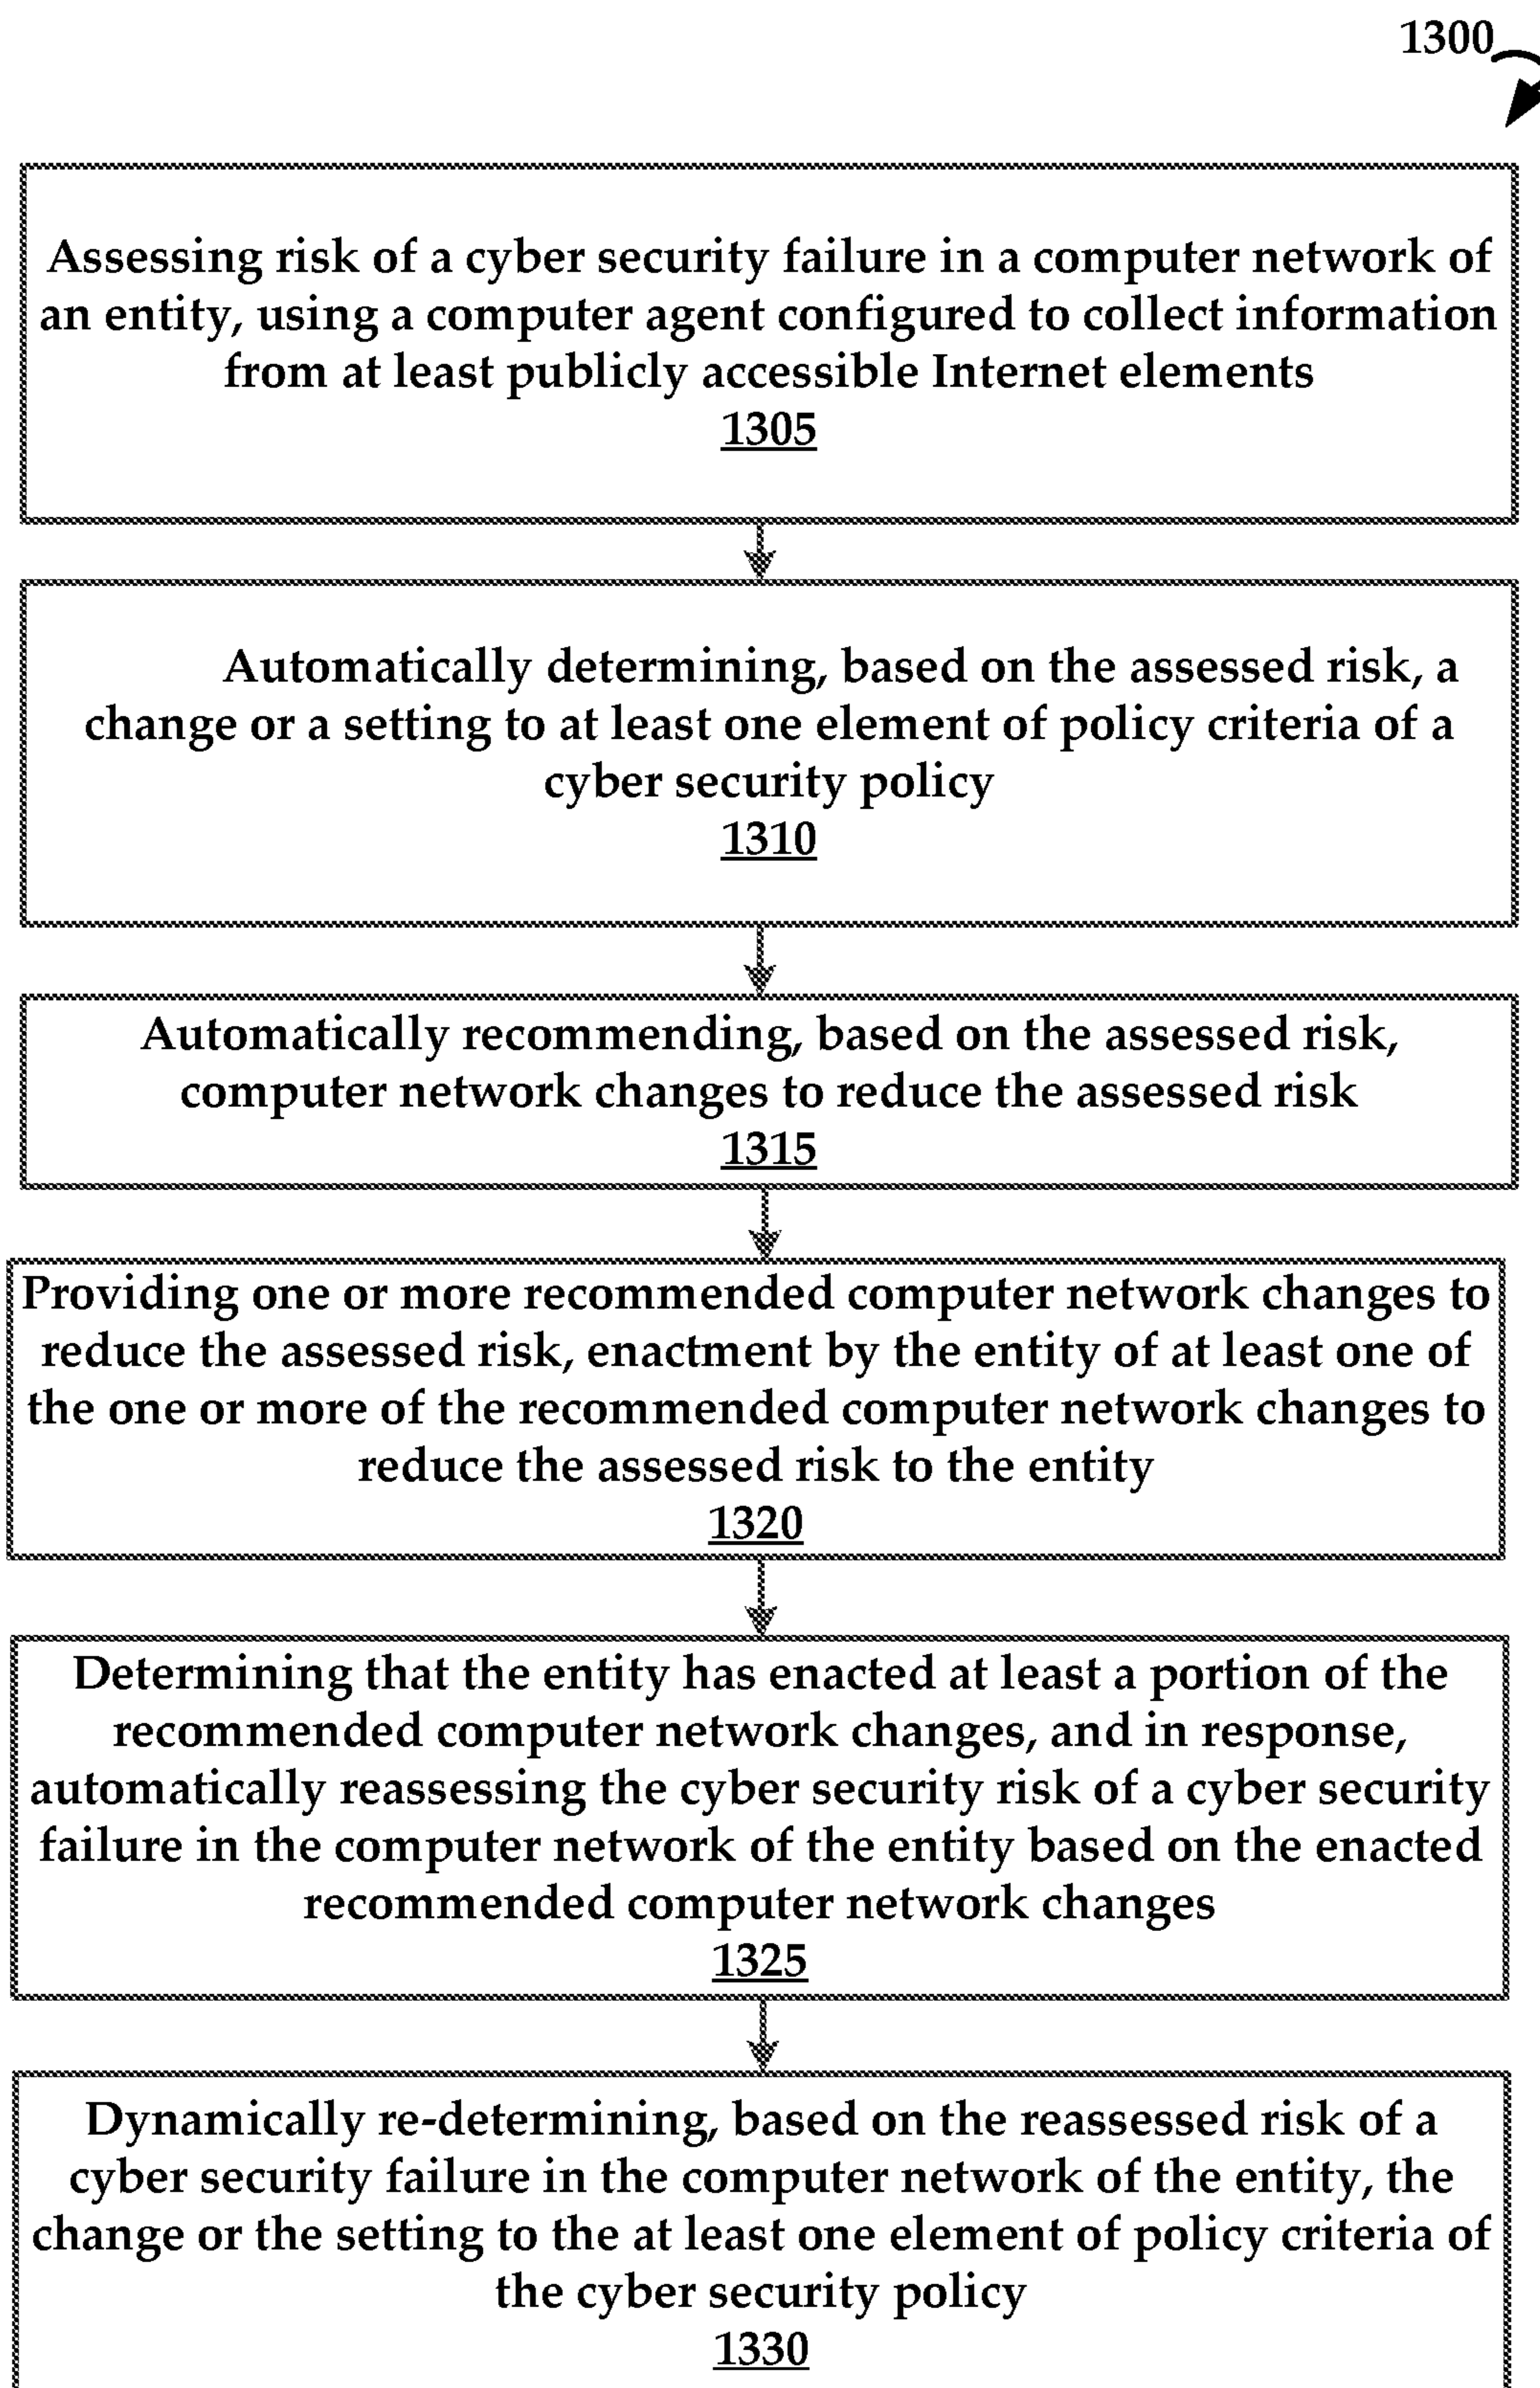 1300
Assessing risk of a cyber security failure in a computer network of
an entity, using a computer agent configured to collect information
from at least publicly accessible Internet elements
1305
Automatically determining, based on the assessed risk, a
change or a setting to at least one element of policy criteria of a
cyber security policy
1310
Automatically recommending, based on the assessed risk,
computer network changes to reduce the assessed risk
1315
Providing one or more recommended computer network changes to
reduce the assessed risk, enactment by the entity of at least one of
the one or more of the recommended computer network changes to
reduce the assessed risk to the entity
1320
Determining that the entity has enacted at least a portion of the
recommended computer network changes, and in response,
automatically reassessing the cyber security risk of a cyber security
failure in the computer network of the entity based on the enacted
recommended computer network changes
1325
Dynamically re-determining, based on the reassessed risk of a
cyber security failure in the computer network of the entity, the
change or the setting to the at least one element of policy criteria of
the cyber security policy
1330